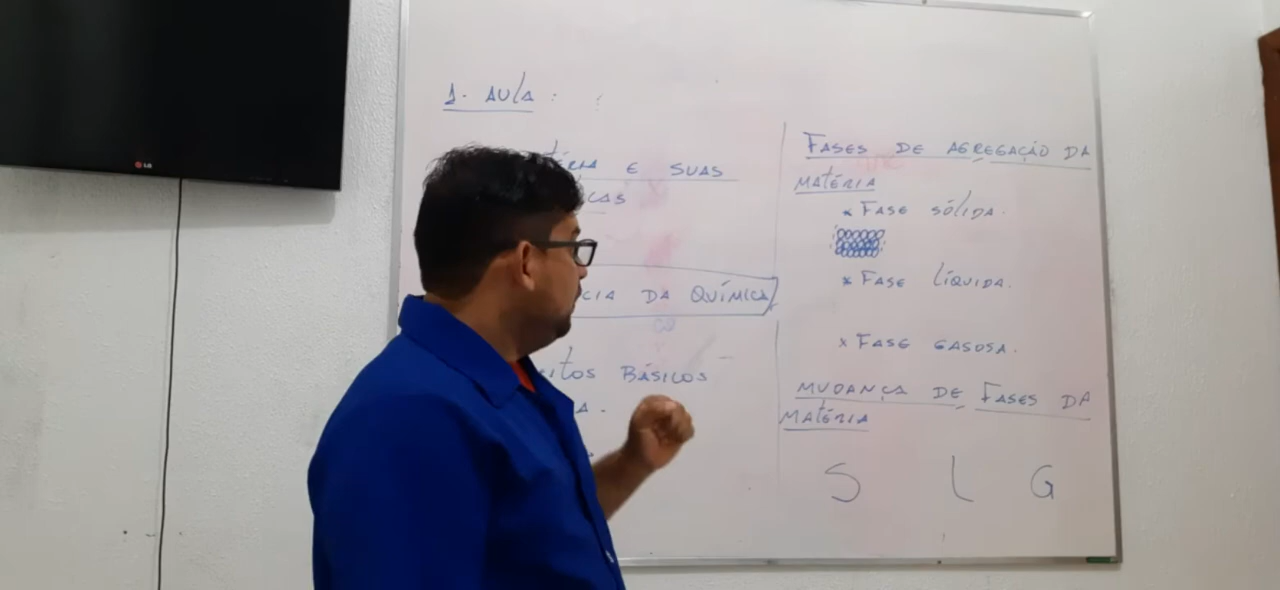 LG
1. AULA:
E SUAS
DA QUÍMICA
BÁSICOS
FASES DE AGREGAÇÃO DA
MATÉRIA
* FASE SÓLIDA.
* FASE LÍQUIDA.
* FASE GASOSA.
MUDANÇA DE FASES DA
MATÉRIA
S L G